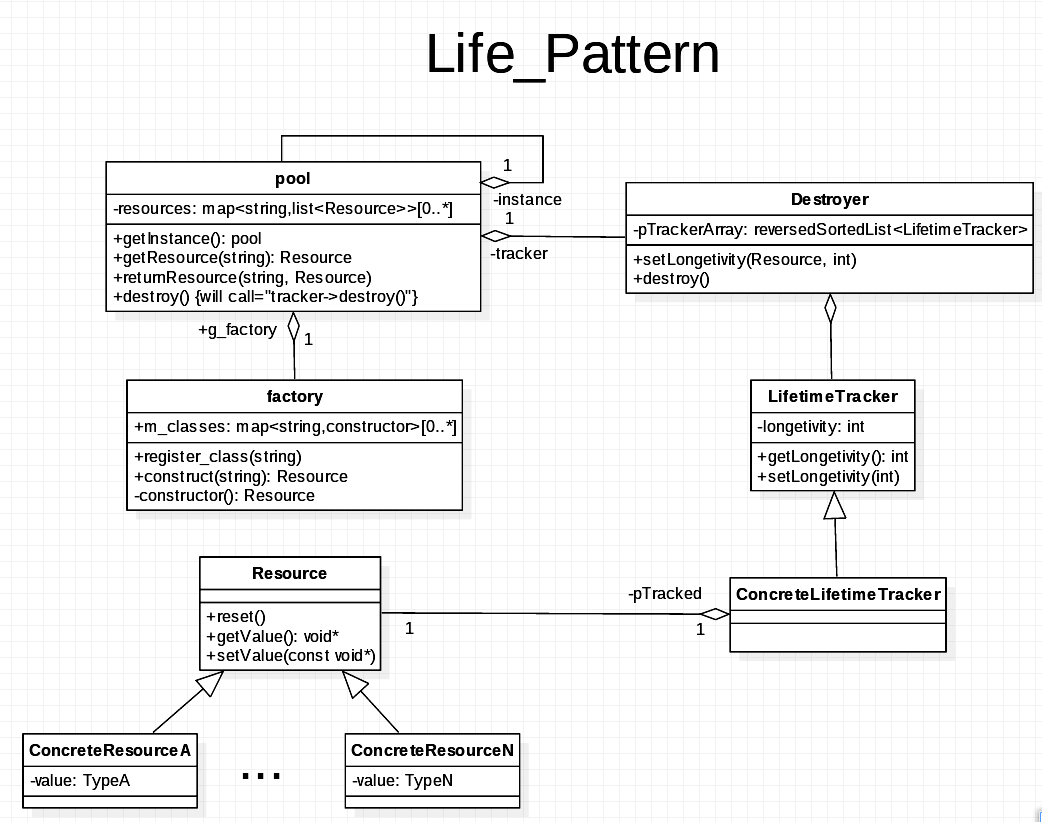 Life_Pattern
1
pool
-resources: map<string,list<Resource>>[0..*]
+getInstance(): pool
+getResource(string): Resource
+returnResource(string, Resource)
+destroy() {will call="tracker->destroy()"}
-instance
1
-tracker
Destroyer
-pTrackerArray: reversedSortedList<LifetimeTracker>
+setLongetivity(Resource, int)
+destroy()
+g_factory
1
factory
+m_classes: map<string,constructor>[0..*]
+register_class(string)
+construct(string): Resource
-constructor(): Resource
LifetimeTracker
-longetivity: int
+getLongetivity(): int
+setLongetivity(int)
Resource
+reset()
+getValue(): void*
+setValue(const void*)
1
-pTracked
1
ConcreteLifetimeTracker
ConcreteResourceA
-value: TypeA
...
ConcreteResourceN
-value: TypeN